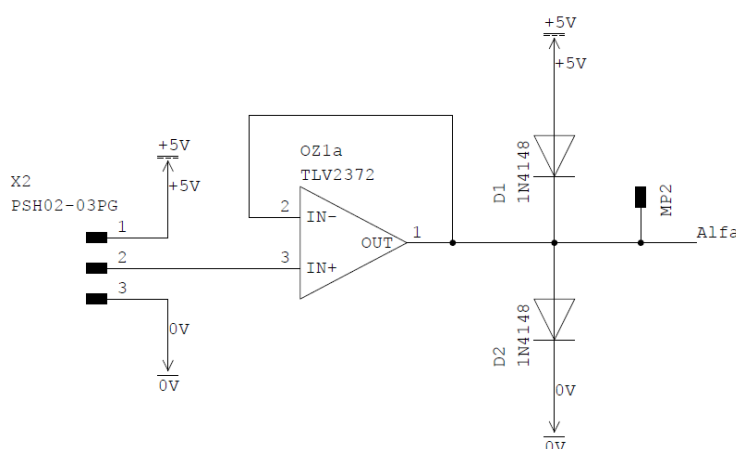 +5V
+5V
OZ1a
TLV2372
+5V
+5V
X2
PSH02-03PG
1
2
3
0V
0V
2
IN-
3
IN+
OUT
1
D1
1N4148
MP2
Alfa
D2
1N4148
0V
0V